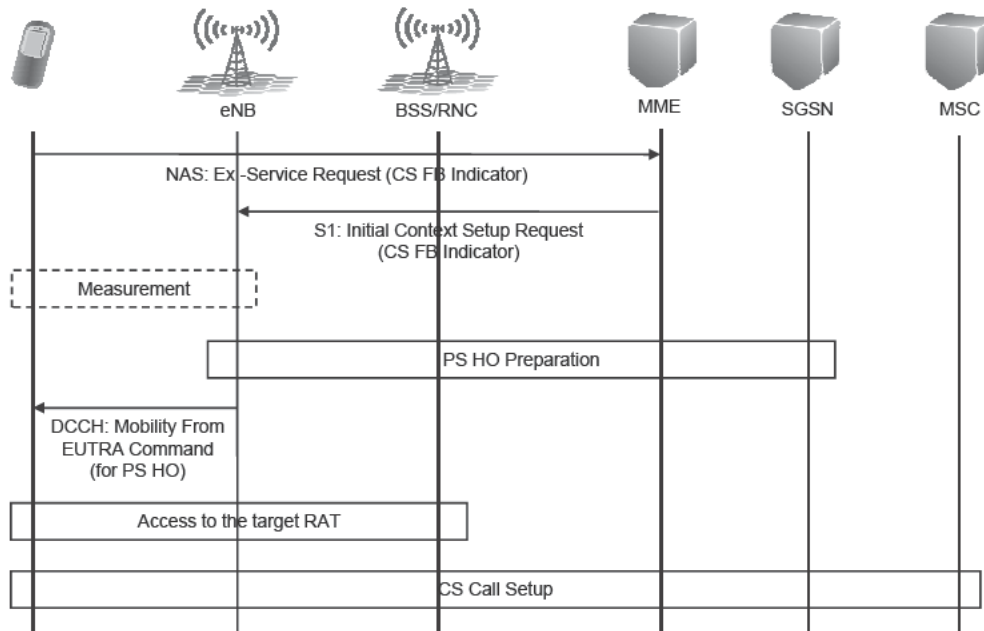 eNB
BSS/RNC
MME
SGSN
MSC
NAS: Ex -Service Request (CS FB Indicator)
S1: Initial Context Setup Request
(CS FB Indicator)
Measurement
PS HO Preparation
DCCH: Mobility From
EUTRA Command
(for PS HO)
Access to the target RAT
CS Call Setup